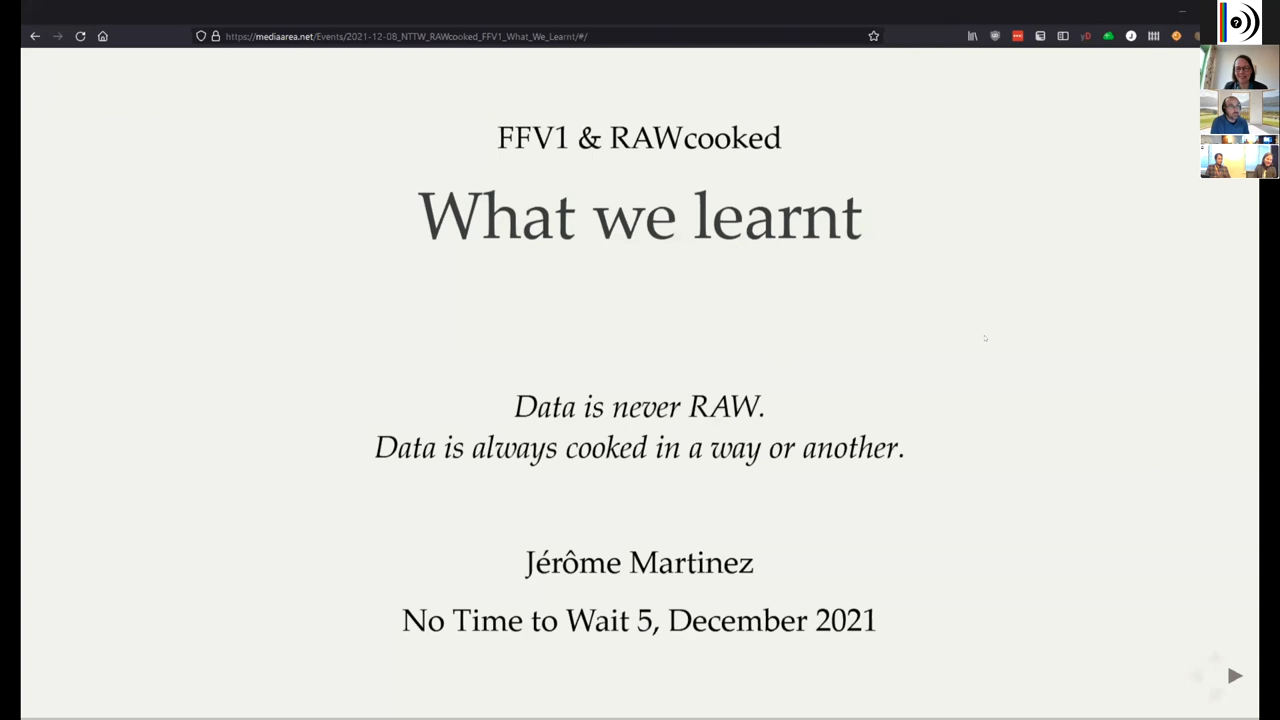 https://mediaarea.net/Events/2021-12-08_NTTW_RAWcooked_FFV1_What_We_Learnt/#/
FFV1 & RAWcooked
What we learnt
Data is never RAW.
Data is always cooked in a way or another.
Jérôme Martinez
No Time to Wait 5, December 2021